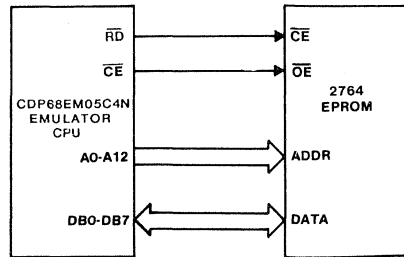 RD
CE
CE
OE
CDP68EM05C4N
EMULATOR
CPU
2764
EPROM
A0-A12
ADDR
DB0-DB7
DATA